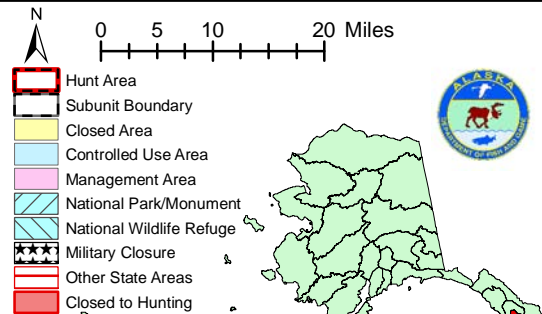 N
0 5 10 20 Miles
Hunt Area
Subunit Boundary
Closed Area
Controlled Use Area
Management Area
National Park/Monument
National Wildlife Refuge
Military Closure
Other State Areas
Closed to Hunting
ALASKA
DEPARTMENT OF FISH AND GAME